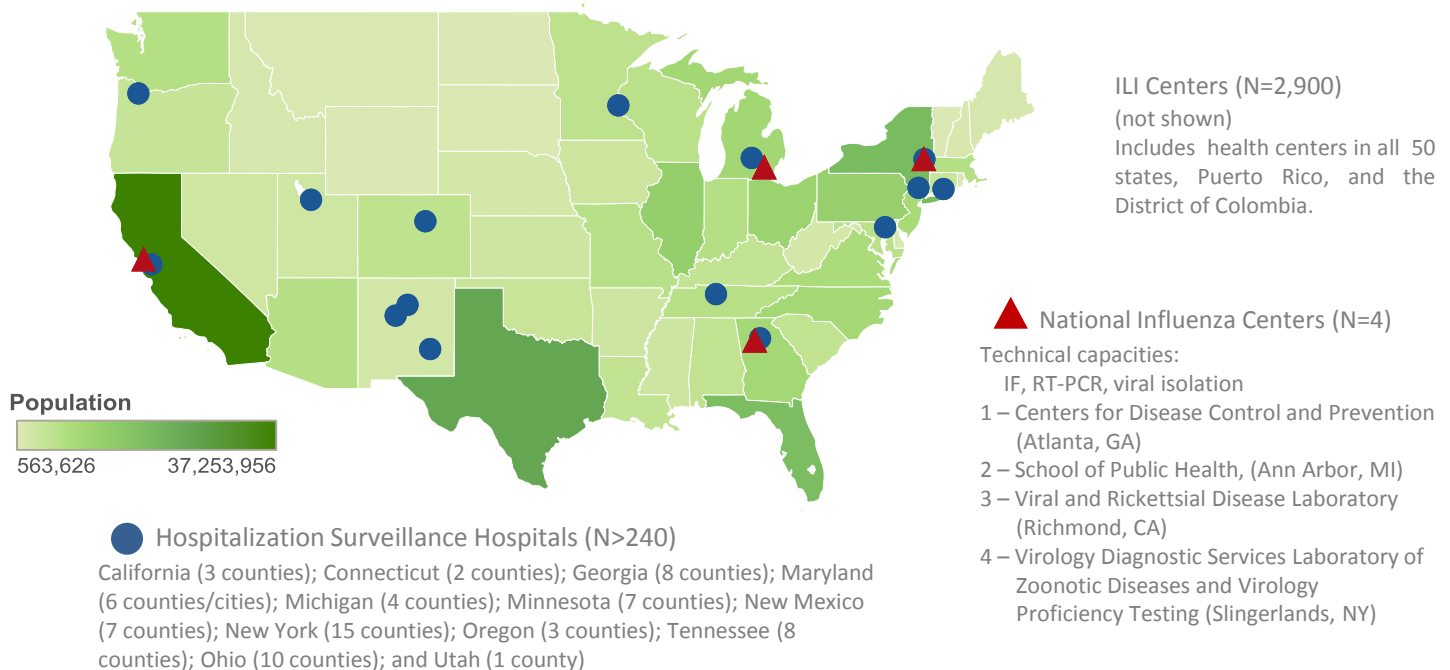 ILI Centers (N=2,900)
(not shown)
Includes health centers in all 50
states, Puerto Rico, and the
District of Colombia.
National Influenza Centers (N=4)
Technical capacities:
IF, RT-PCR, viral isolation
1 – Centers for Disease Control and Prevention
(Atlanta, GA)
2 – School of Public Health, (Ann Arbor, MI)
3 – Viral and Rickettsial Disease Laboratory
(Richmond, CA)
4 – Virology Diagnostic Services Laboratory of
Zoonotic Diseases and Virology
Proficiency Testing (Slingerlands, NY)
Population
563,626 37,253,956
Hospitalization Surveillance Hospitals (N>240)
California (3 counties); Connecticut (2 counties); Georgia (8 counties); Maryland
(6 counties/cities); Michigan (4 counties); Minnesota (7 counties); New Mexico
(7 counties); New York (15 counties); Oregon (3 counties); Tennessee (8
counties); Ohio (10 counties); and Utah (1 county)